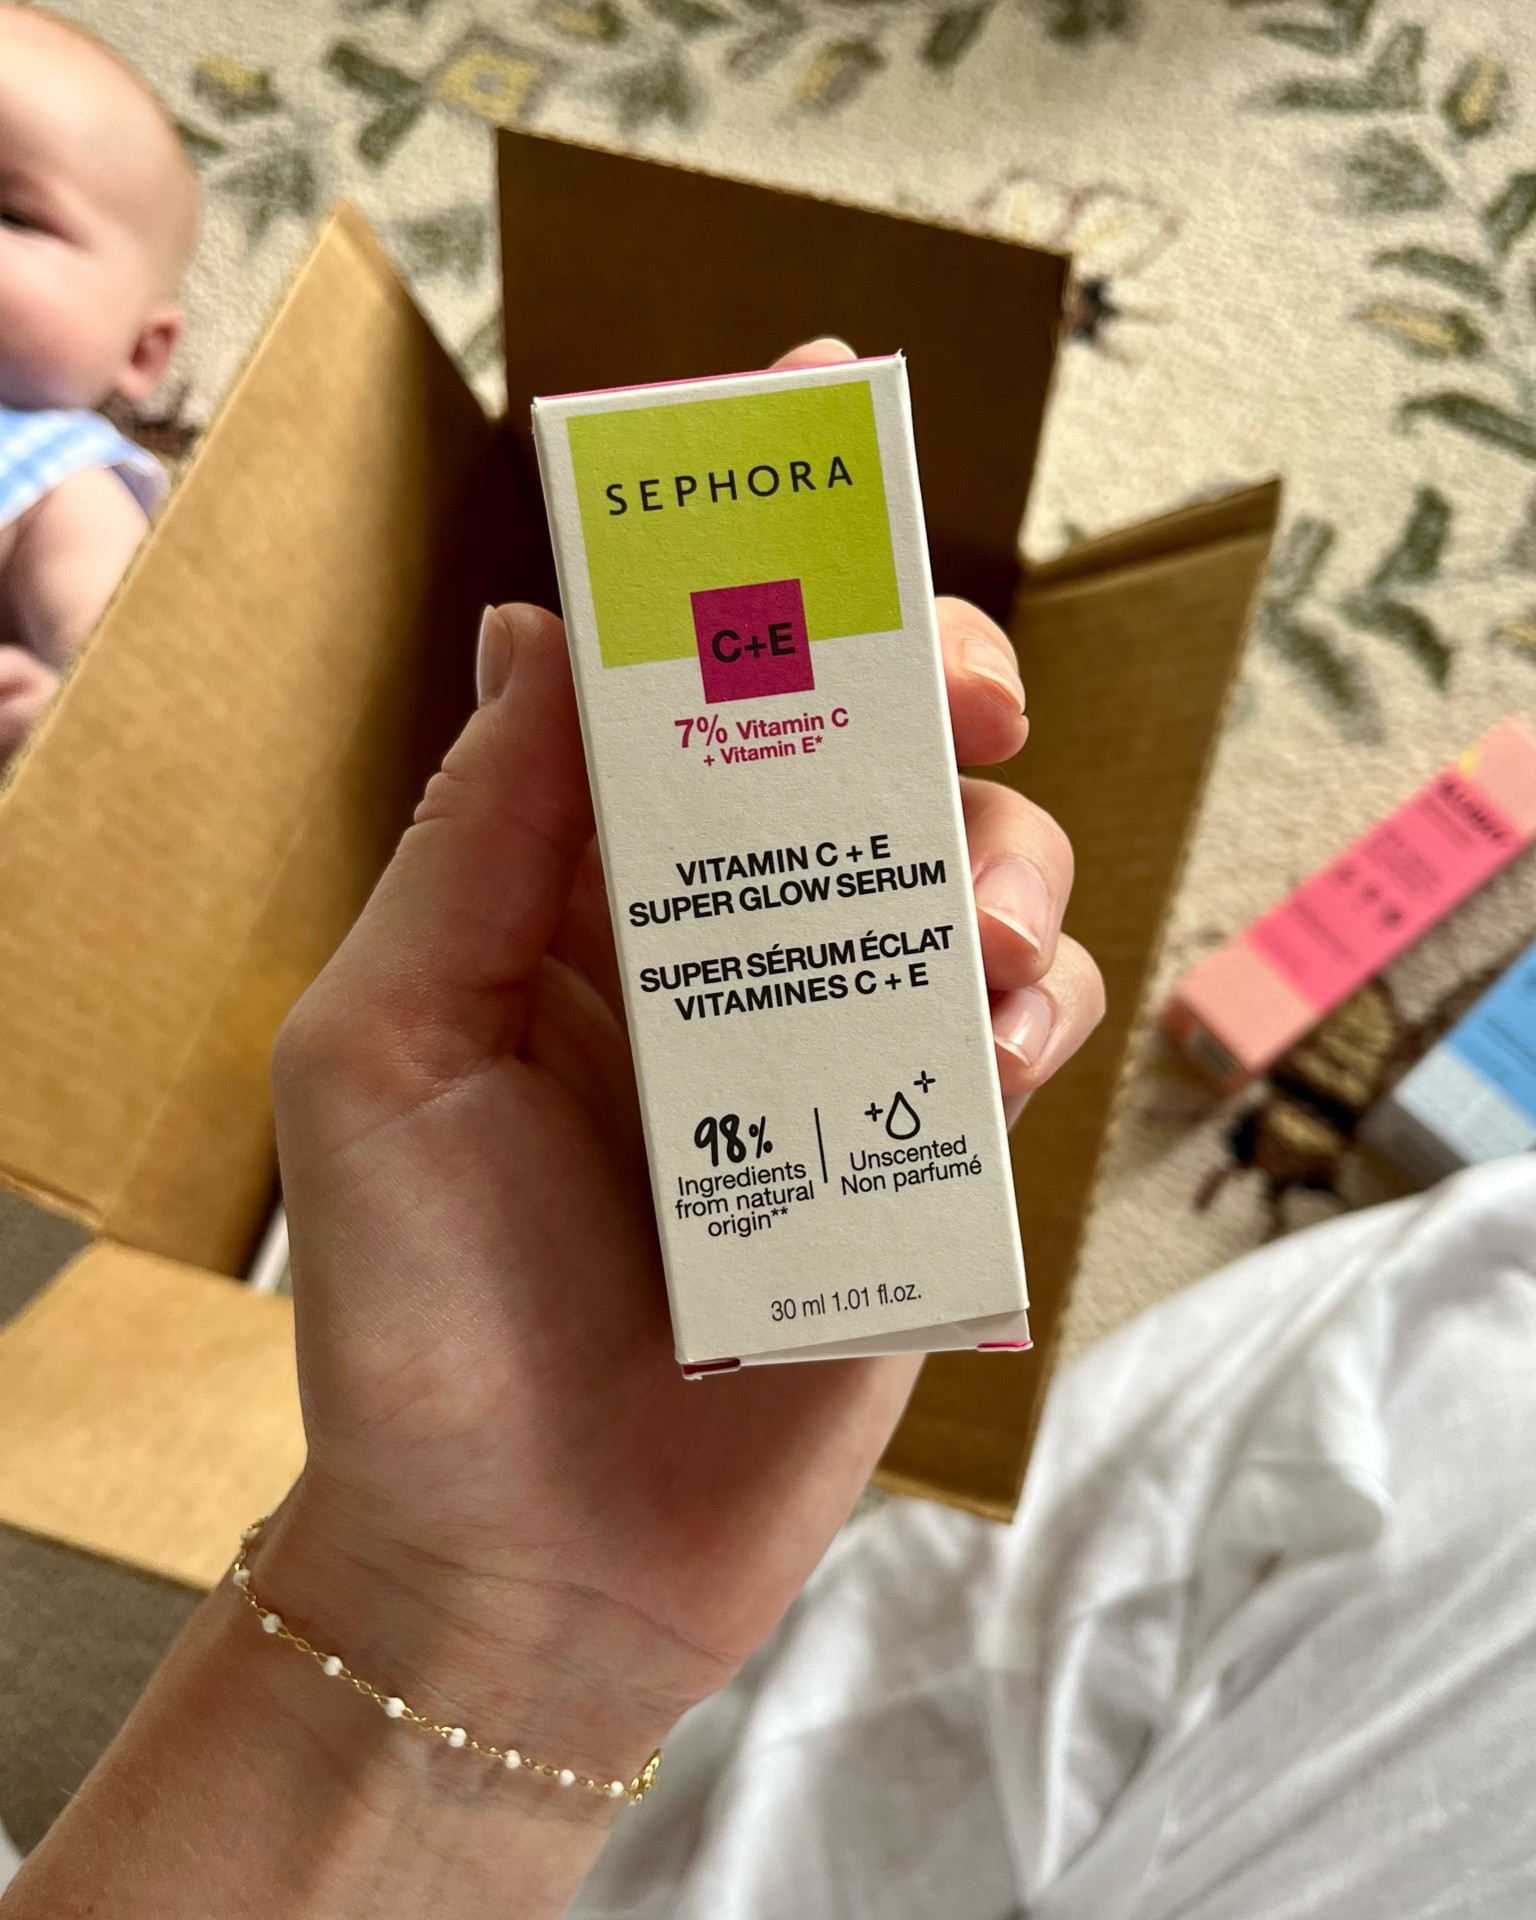 SEPHORA
C+E
7% Vitamin C
+ Vitamin E*
VITAMIN C + E
SUPER GLOW SERUM
SUPER SÉRUM ÉCLAT
VITAMINES C + E
98%
Ingredients
from natural
origin**
Unscented
Non parfumé
30 ml 1.01 fl.oz.